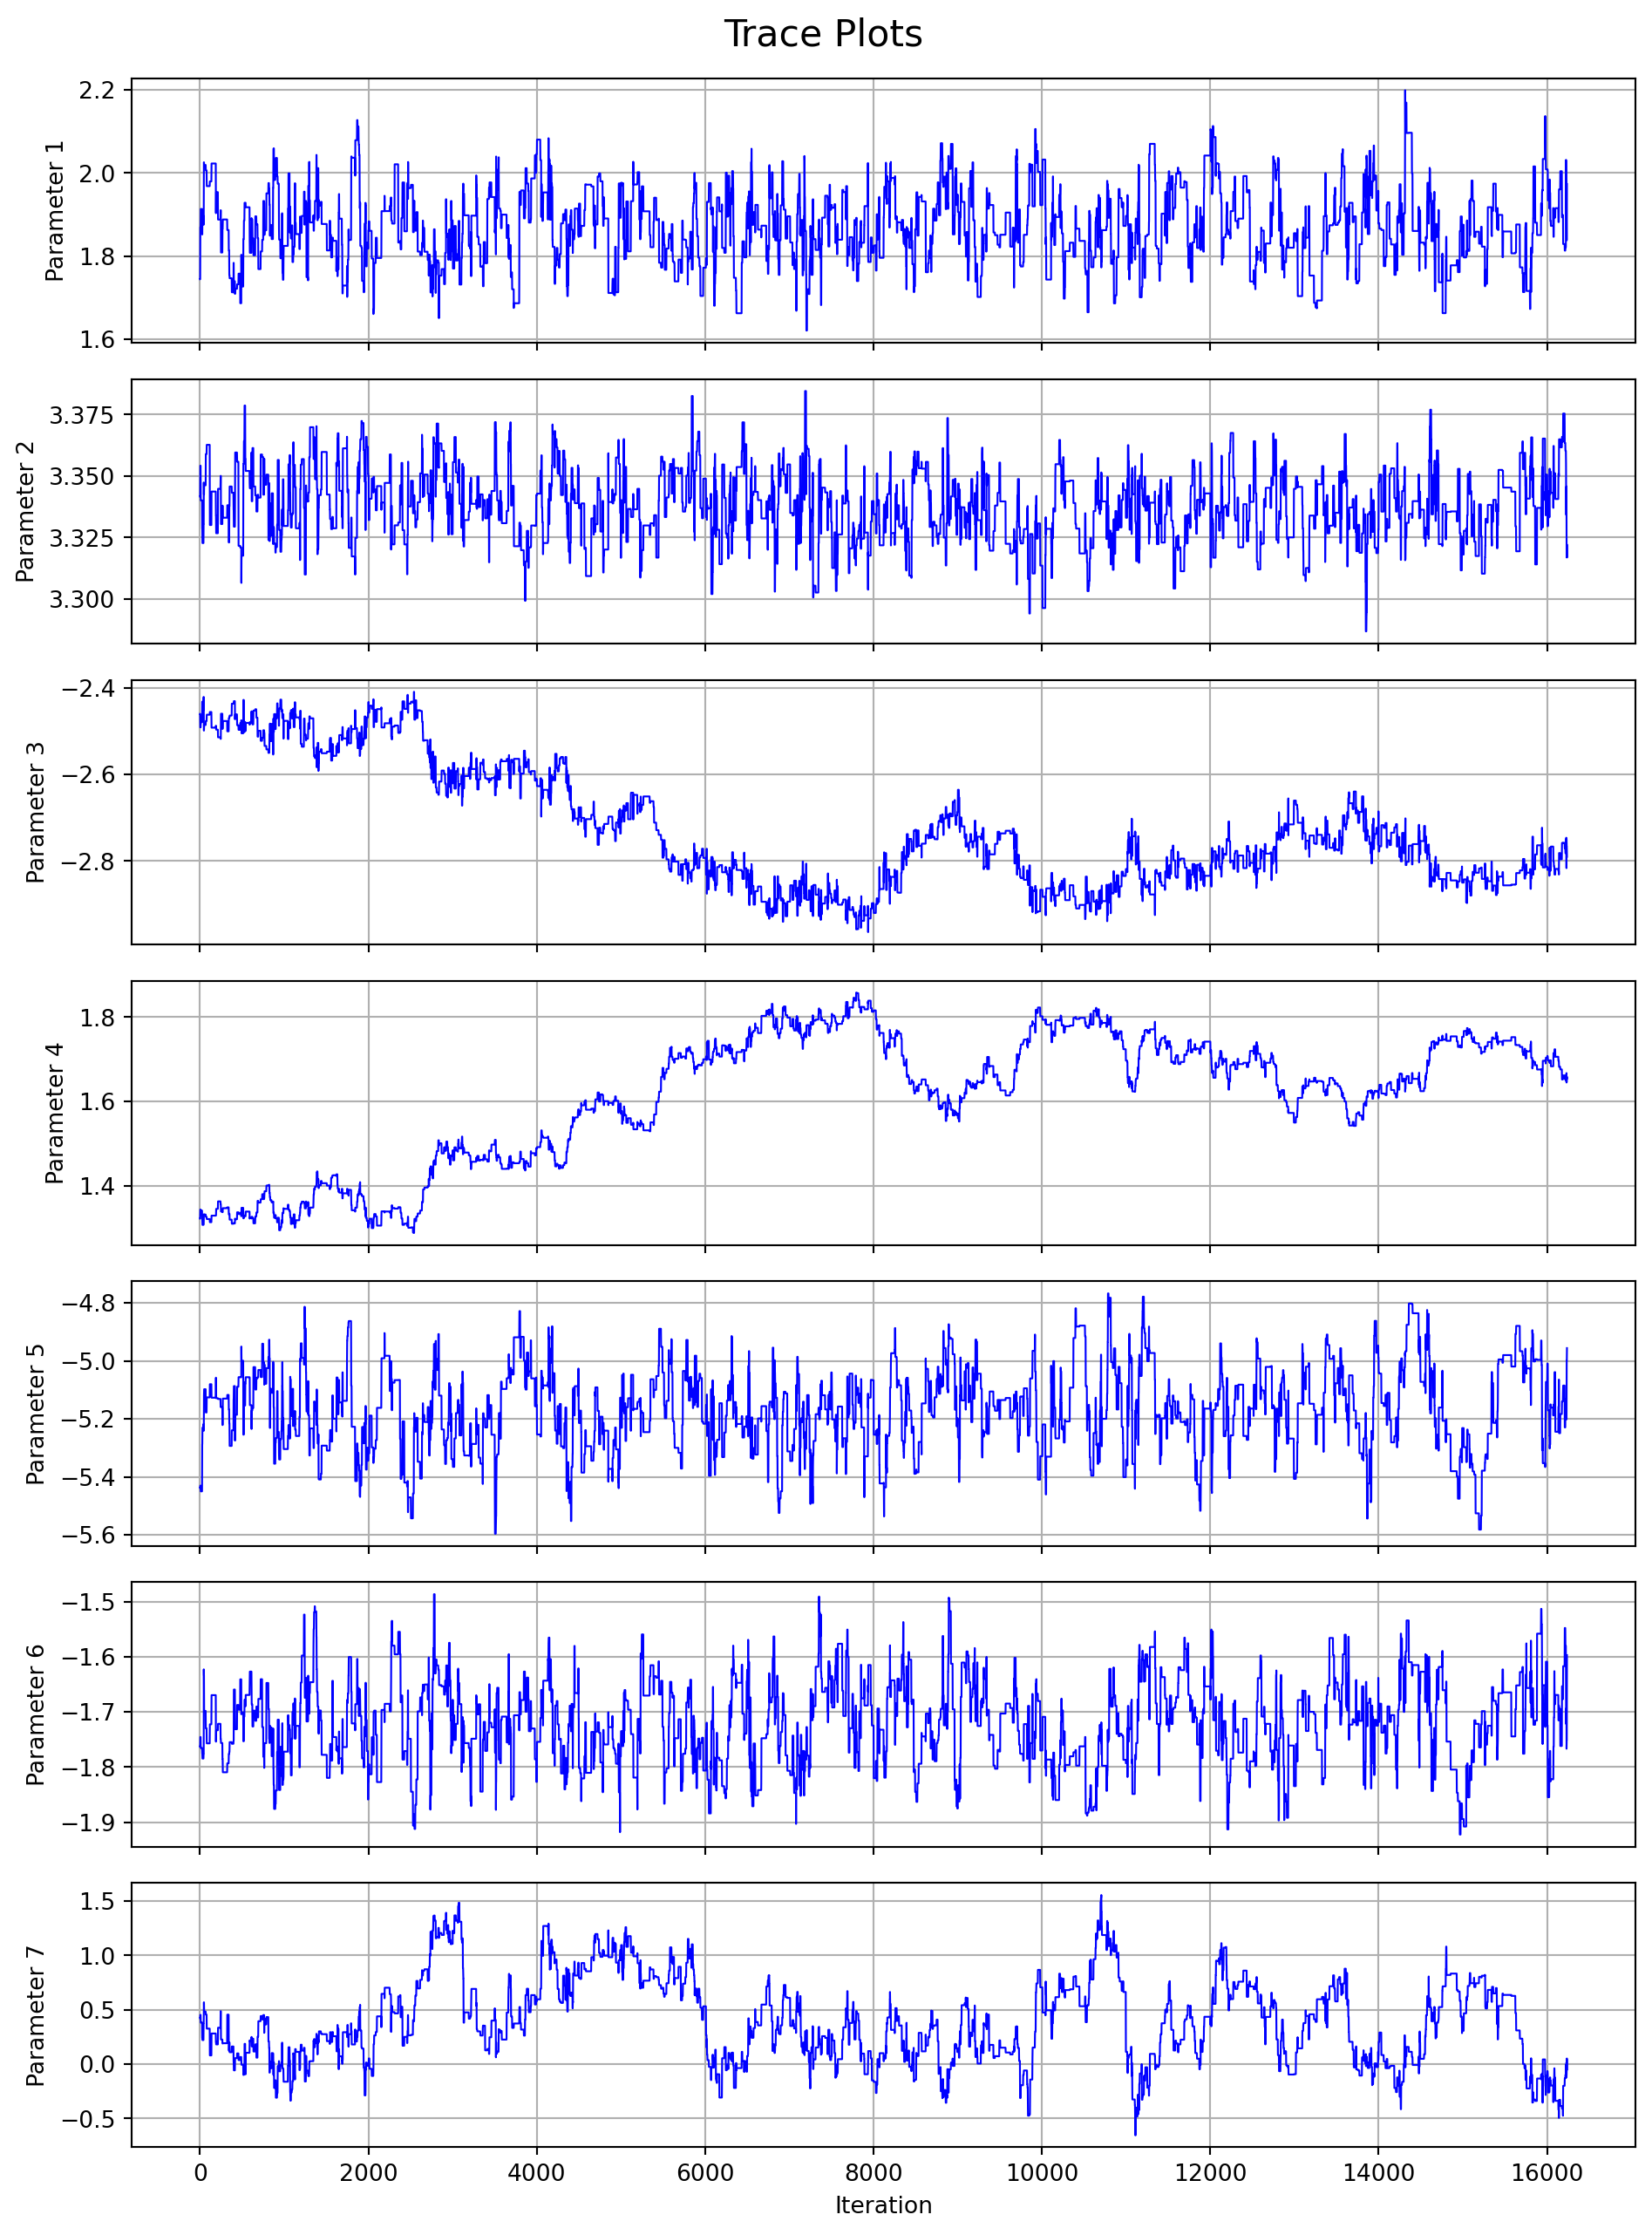 Trace Plots
Parameter 1
2.2
2.0
1.8
1.6
Parameter 2
3.375
3.350
3.325
3.300
Parameter 3
−2.4
−2.6
−2.8
Parameter 4
1.8
1.6
1.4
Parameter 5
−4.8
−5.0
−5.2
−5.4
−5.6
Parameter 6
−1.5
−1.6
−1.7
−1.8
−1.9
Parameter 7
1.5
1.0
0.5
0.0
−0.5
0 2000 4000 6000 8000 10000 12000 14000 16000
Iteration